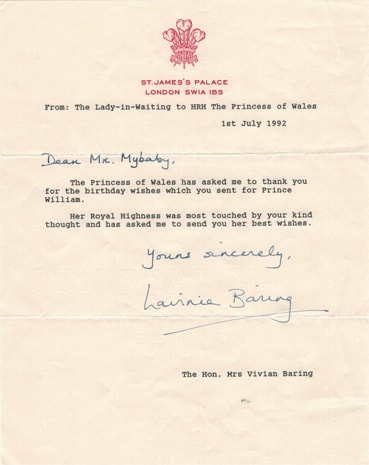 ST. JAMES'S PALACE
LONDON SW1A 1BS
From: The Lady-in-Waiting to HRH The Princess of Wales
1st July 1992
Dear Mr. Mybaby,
The Princess of Wales has asked me to thank you
for the birthday wishes which you sent for Prince
William.
Her Royal Highness was most touched by your kind
thought and has asked me to send you her best wishes.
Yours sincerely,
Lavinia Baring
The Hon. Mrs Vivian Baring